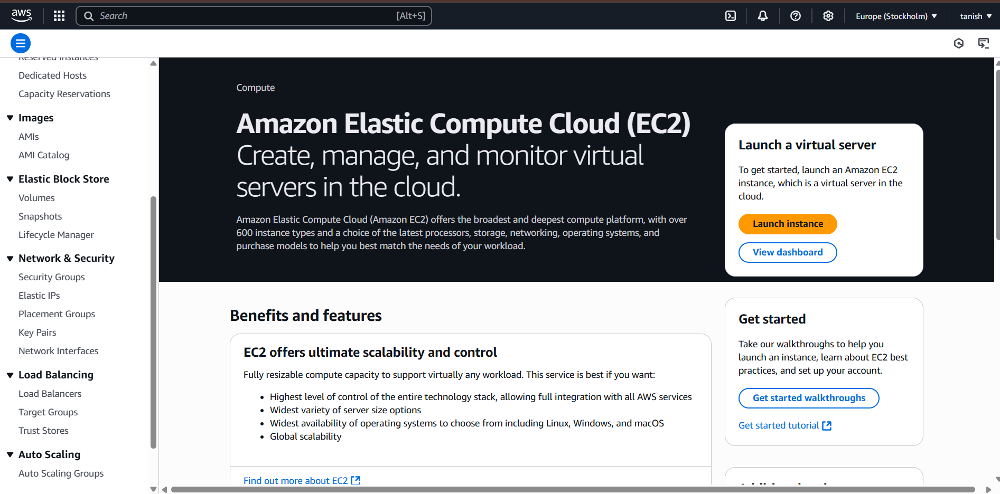 aws
Search
[Alt+S]
Europe (Stockholm)
tanish
Reserved Instances
Dedicated Hosts
Capacity Reservations
Images
AMIs
AMI Catalog
Elastic Block Store
Volumes
Snapshots
Lifecycle Manager
Network & Security
Security Groups
Elastic IPs
Placement Groups
Key Pairs
Network Interfaces
Load Balancing
Load Balancers
Target Groups
Trust Stores
Auto Scaling
Auto Scaling Groups
Compute
Amazon Elastic Compute Cloud (EC2)
Create, manage, and monitor virtual
servers in the cloud.
Amazon Elastic Compute Cloud (Amazon EC2) offers the broadest and deepest compute platform, with over
600 instance types and a choice of the latest processors, storage, networking, operating systems, and
purchase models to help you best match the needs of your workload.
Launch a virtual server
To get started, launch an Amazon EC2
instance, which is a virtual server in the
cloud.
Launch instance
View dashboard
Benefits and features
EC2 offers ultimate scalability and control
Fully resizable compute capacity to support virtually any workload. This service is best if you want:
• Highest level of control of the entire technology stack, allowing full integration with all AWS services
• Widest variety of server size options
• Widest availability of operating systems to choose from including Linux, Windows, and macOS
• Global scalability
Find out more about EC2
Get started
Take our walkthroughs to help you
launch an instance, learn about EC2 best
practices, and set up your account.
Get started walkthroughs
Get started tutorial